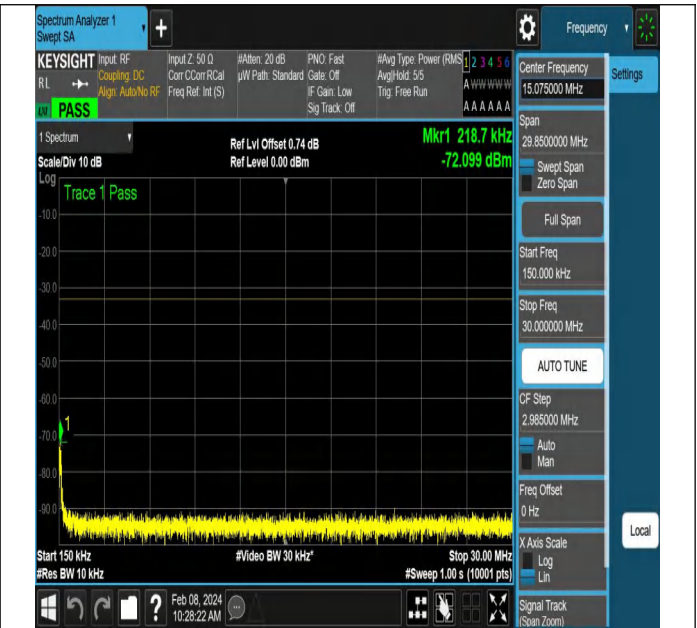 Spectrum Analyzer 1
Swept SA
Frequency
KEYSIGHT
RL
PASS
Input: RF
Coupling: DC
Align: Auto/No RF
Input Z: 50 Ω
Corr CCorr RCal
Freq Ref: Int (S)
#Atten: 20 dB
µW Path: Standard
PNO: Fast
Gate: Off
IF Gain: Low
Sig Track: Off
#Avg Type: Power (RMS
Avg|Hold: 5/5
Trig: Free Run
1 2 3 4 5 6
A W W W W W
A A A A A A
1 Spectrum
Scale/Div 10 dB
Ref Lvl Offset 0.74 dB
Ref Level 0.00 dBm
Mkr1 218.7 kHz
-72.099 dBm
Log
Trace 1 Pass
-10.0
-20.0
-30.0
-40.0
-50.0
-60.0
-70.0
-80.0
-90.0
1
Start 150 kHz
#Res BW 10 kHz
#Video BW 30 kHz*
Stop 30.00 MHz
#Sweep 1.00 s (10001 pts)
Feb 08, 2024
10:28:22 AM
Center Frequency
15.075000 MHz
Settings
Span
29.8500000 MHz
Swept Span
Zero Span
Full Span
Start Freq
150.000 kHz
Stop Freq
30.000000 MHz
AUTO TUNE
CF Step
2.985000 MHz
Auto
Man
Freq Offset
0 Hz
X Axis Scale
Log
Lin
Local
Signal Track
(Span Zoom)